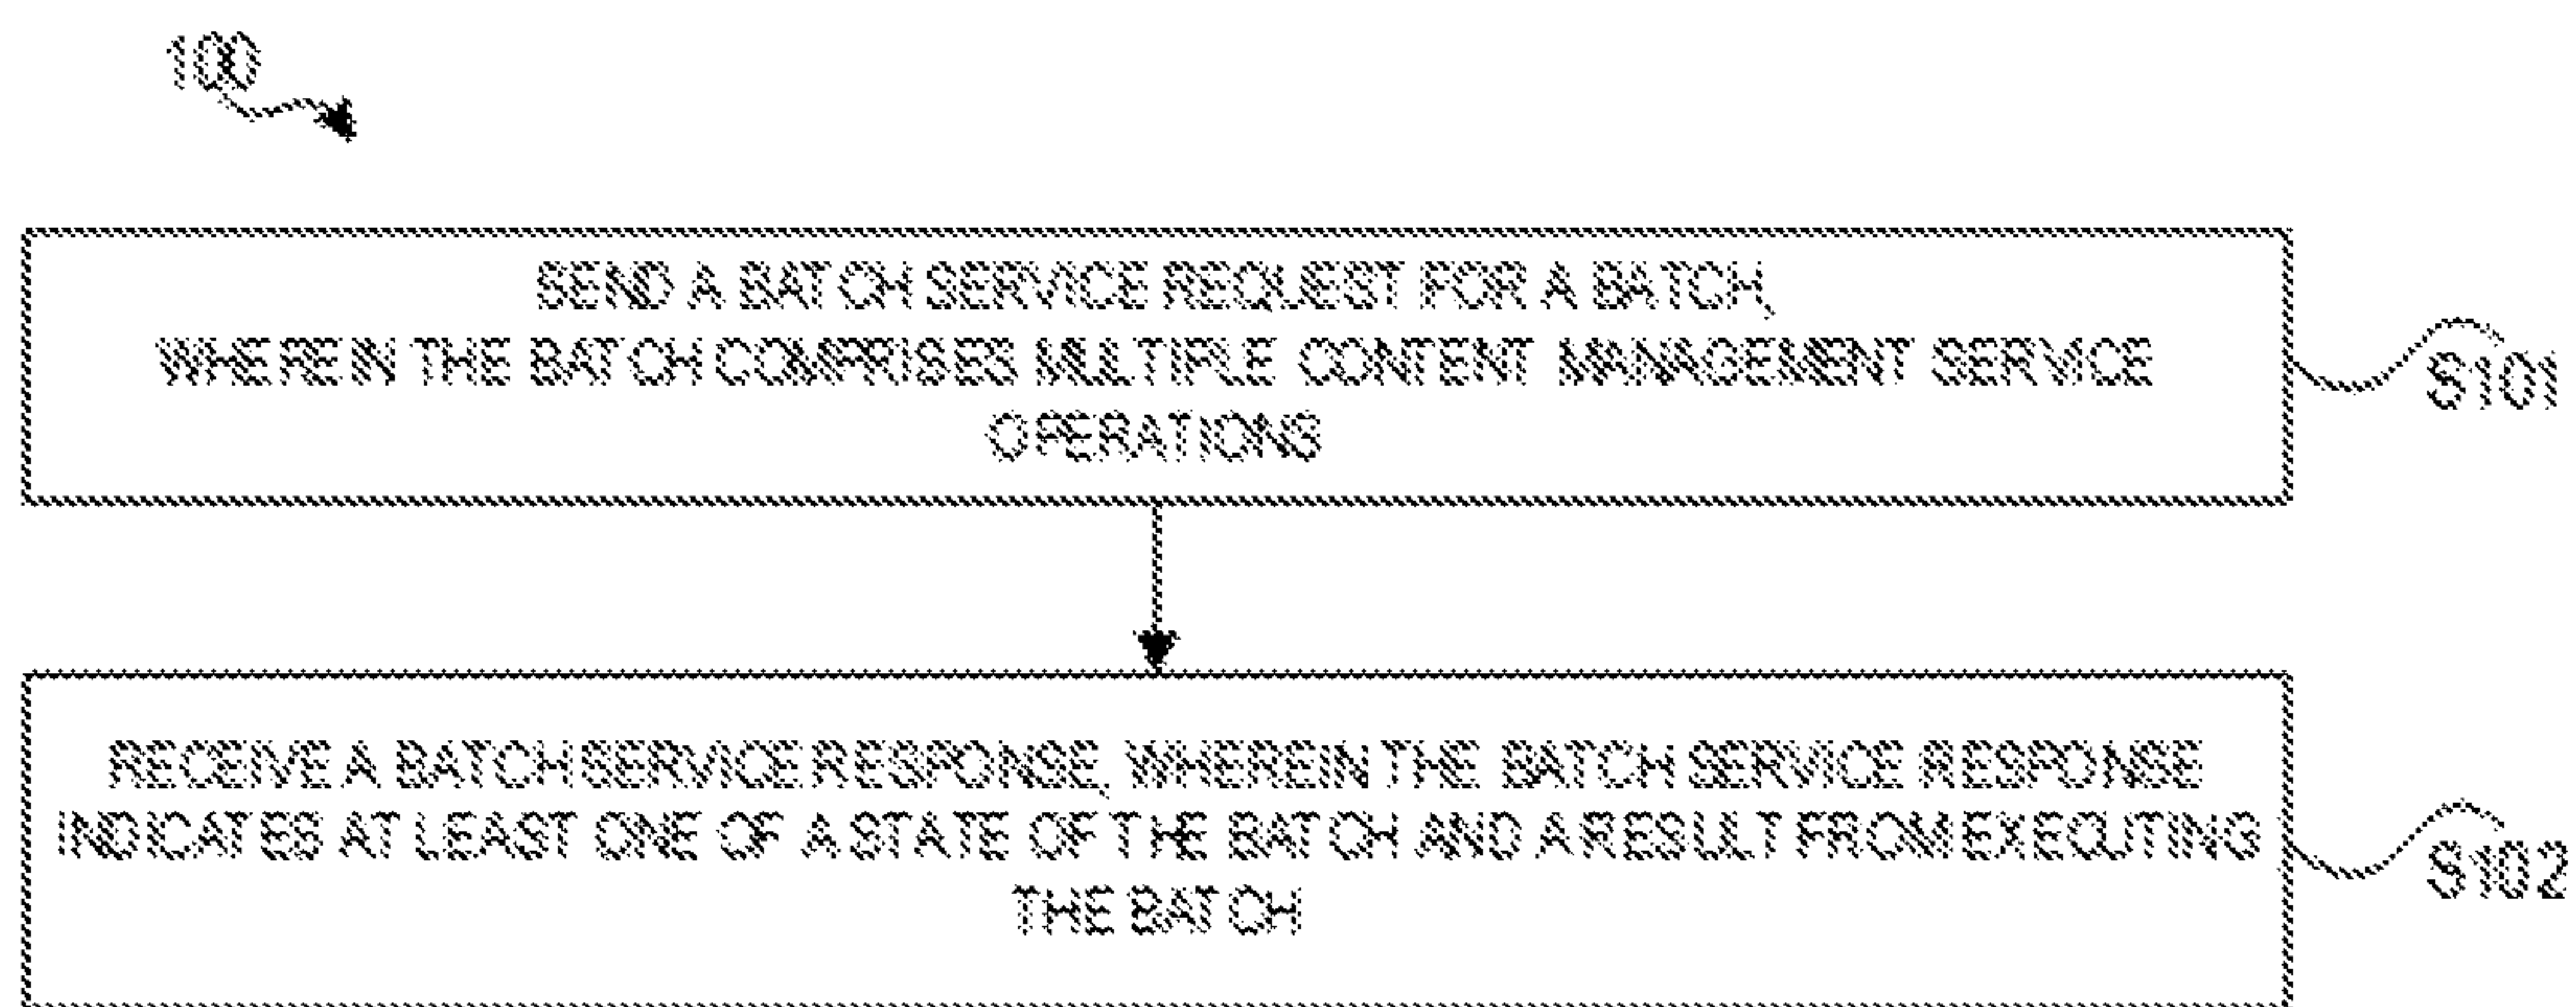 100
SEND A BATCH SERVICE REQUEST FOR A BATCH,
WHEREIN THE BATCH COMPRISES MULTIPLE CONTENT MANAGEMENT SERVICE
OPERATIONS
S101
RECEIVE A BATCH SERVICE RESPONSE, WHEREIN THE BATCH SERVICE RESPONSE
INDICATES AT LEAST ONE OF A STATE OF THE BATCH AND A RESULT FROM EXECUTING
THE BATCH
S102